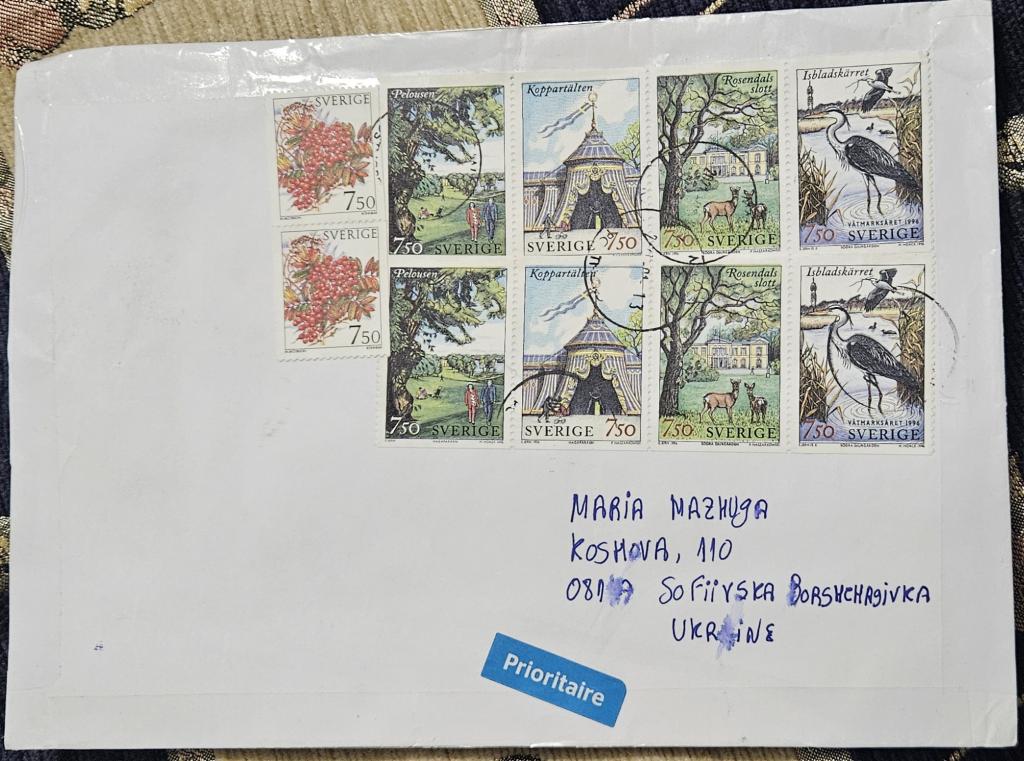 SVERIGE
7 50
Pelousen
7.50 SVERIGE
Koppartälten
SVERIGE 7.50
Rosendals
slott
7.50 SVERIGE
Isbladskärret
VÅTMARKSÅRET 1996
7.50 SVERIGE
SVERIGE
7 50
Pelousen
7.50 SVERIGE
Koppartälten
SVERIGE 7.50
Rosendals
slott
7.50 SVERIGE
Isbladskärret
VÅTMARKSÅRET 1996
7.50 SVERIGE
MARIA MAZHUGA
KOSHOVA, 110
SOFIIVSKA BORSHCHAGIVKA
UKRAINE
Prioritaire